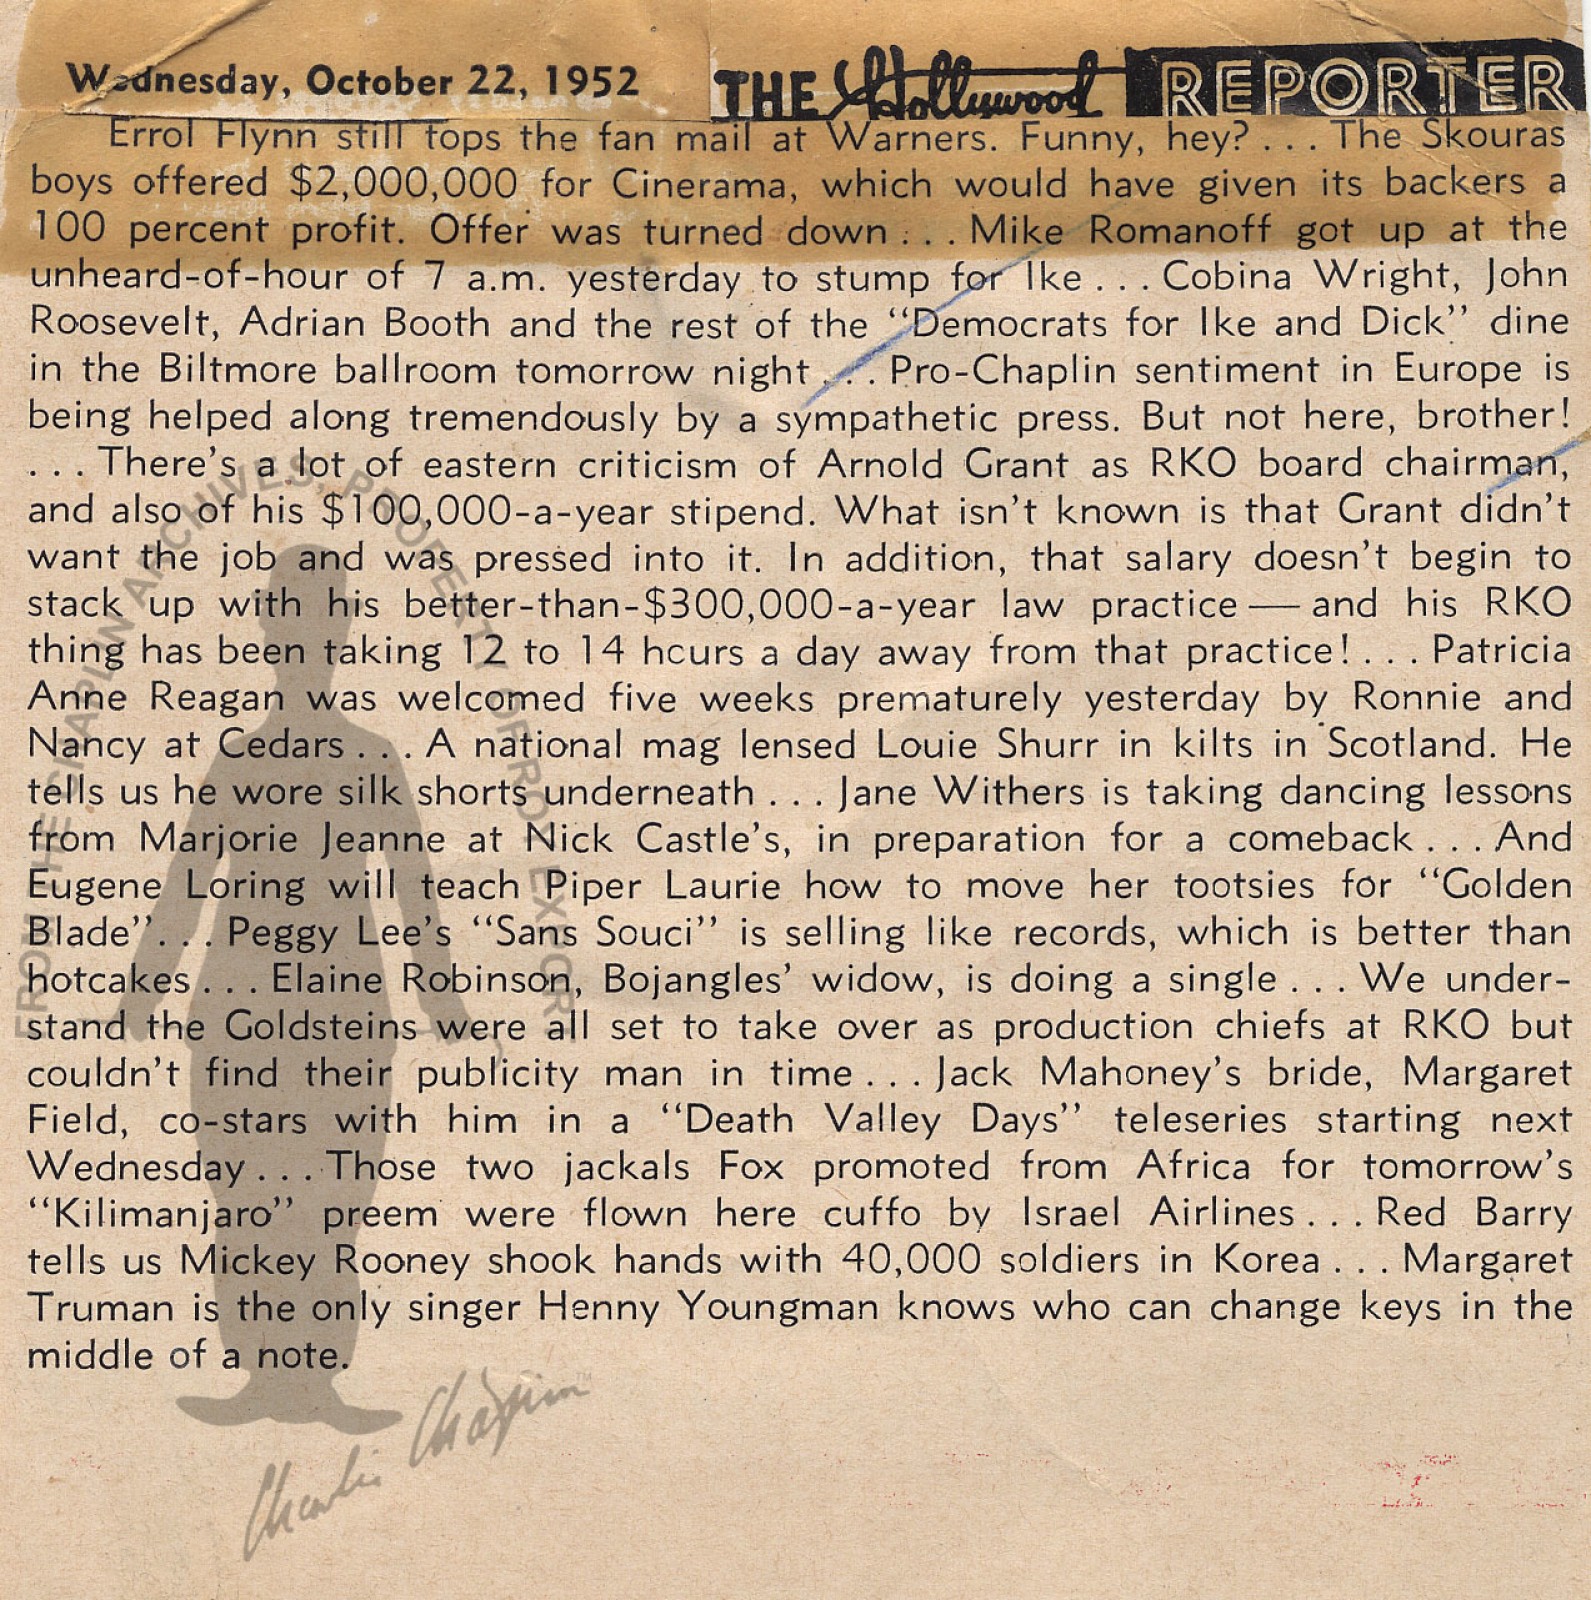 Wednesday, October 22, 1952
THE Hollywood REPORTER
Errol Flynn still tops the fan mail at Warners. Funny, hey? . . . The Skouras
boys offered $2,000,000 for Cinerama, which would have given its backers a
100 percent profit. Offer was turned down . . . Mike Romanoff got up at the
unheard-of-hour of 7 a.m. yesterday to stump for Ike . . . Cobina Wright, John
Roosevelt, Adrian Booth and the rest of the “Democrats for Ike and Dick” dine
in the Biltmore ballroom tomorrow night . . . Pro-Chaplin sentiment in Europe is
being helped along tremendously by a sympathetic press. But not here, brother!
. . . There’s a lot of eastern criticism of Arnold Grant as RKO board chairman,
and also of his $100,000-a-year stipend. What isn’t known is that Grant didn’t
want the job and was pressed into it. In addition, that salary doesn’t begin to
stack up with his better-than-$300,000-a-year law practice — and his RKO
thing has been taking 12 to 14 hcurs a day away from that practice! . . . Patricia
Anne Reagan was welcomed five weeks prematurely yesterday by Ronnie and
Nancy at Cedars . . . A national mag lensed Louie Shurr in kilts in Scotland. He
tells us he wore silk shorts underneath . . . Jane Withers is taking dancing lessons
from Marjorie Jeanne at Nick Castle’s, in preparation for a comeback . . . And
Eugene Loring will teach Piper Laurie how to move her tootsies for “Golden
Blade”. . . Peggy Lee’s “Sans Souci” is selling like records, which is better than
hotcakes . . . Elaine Robinson, Bojangles’ widow, is doing a single . . . We under-
stand the Goldsteins were all set to take over as production chiefs at RKO but
couldn’t find their publicity man in time . . . Jack Mahoney’s bride, Margaret
Field, co-stars with him in a “Death Valley Days” teleseries starting next
Wednesday . . . Those two jackals Fox promoted from Africa for tomorrow’s
“Kilimanjaro” preem were flown here cuffo by Israel Airlines . . . Red Barry
tells us Mickey Rooney shook hands with 40,000 soldiers in Korea . . . Margaret
Truman is the only singer Henny Youngman knows who can change keys in the
middle of a note.
FROM THE CHAPLIN ARCHIVES, PROPERTY OF ROY EXPORT
Charlie Chaplin™